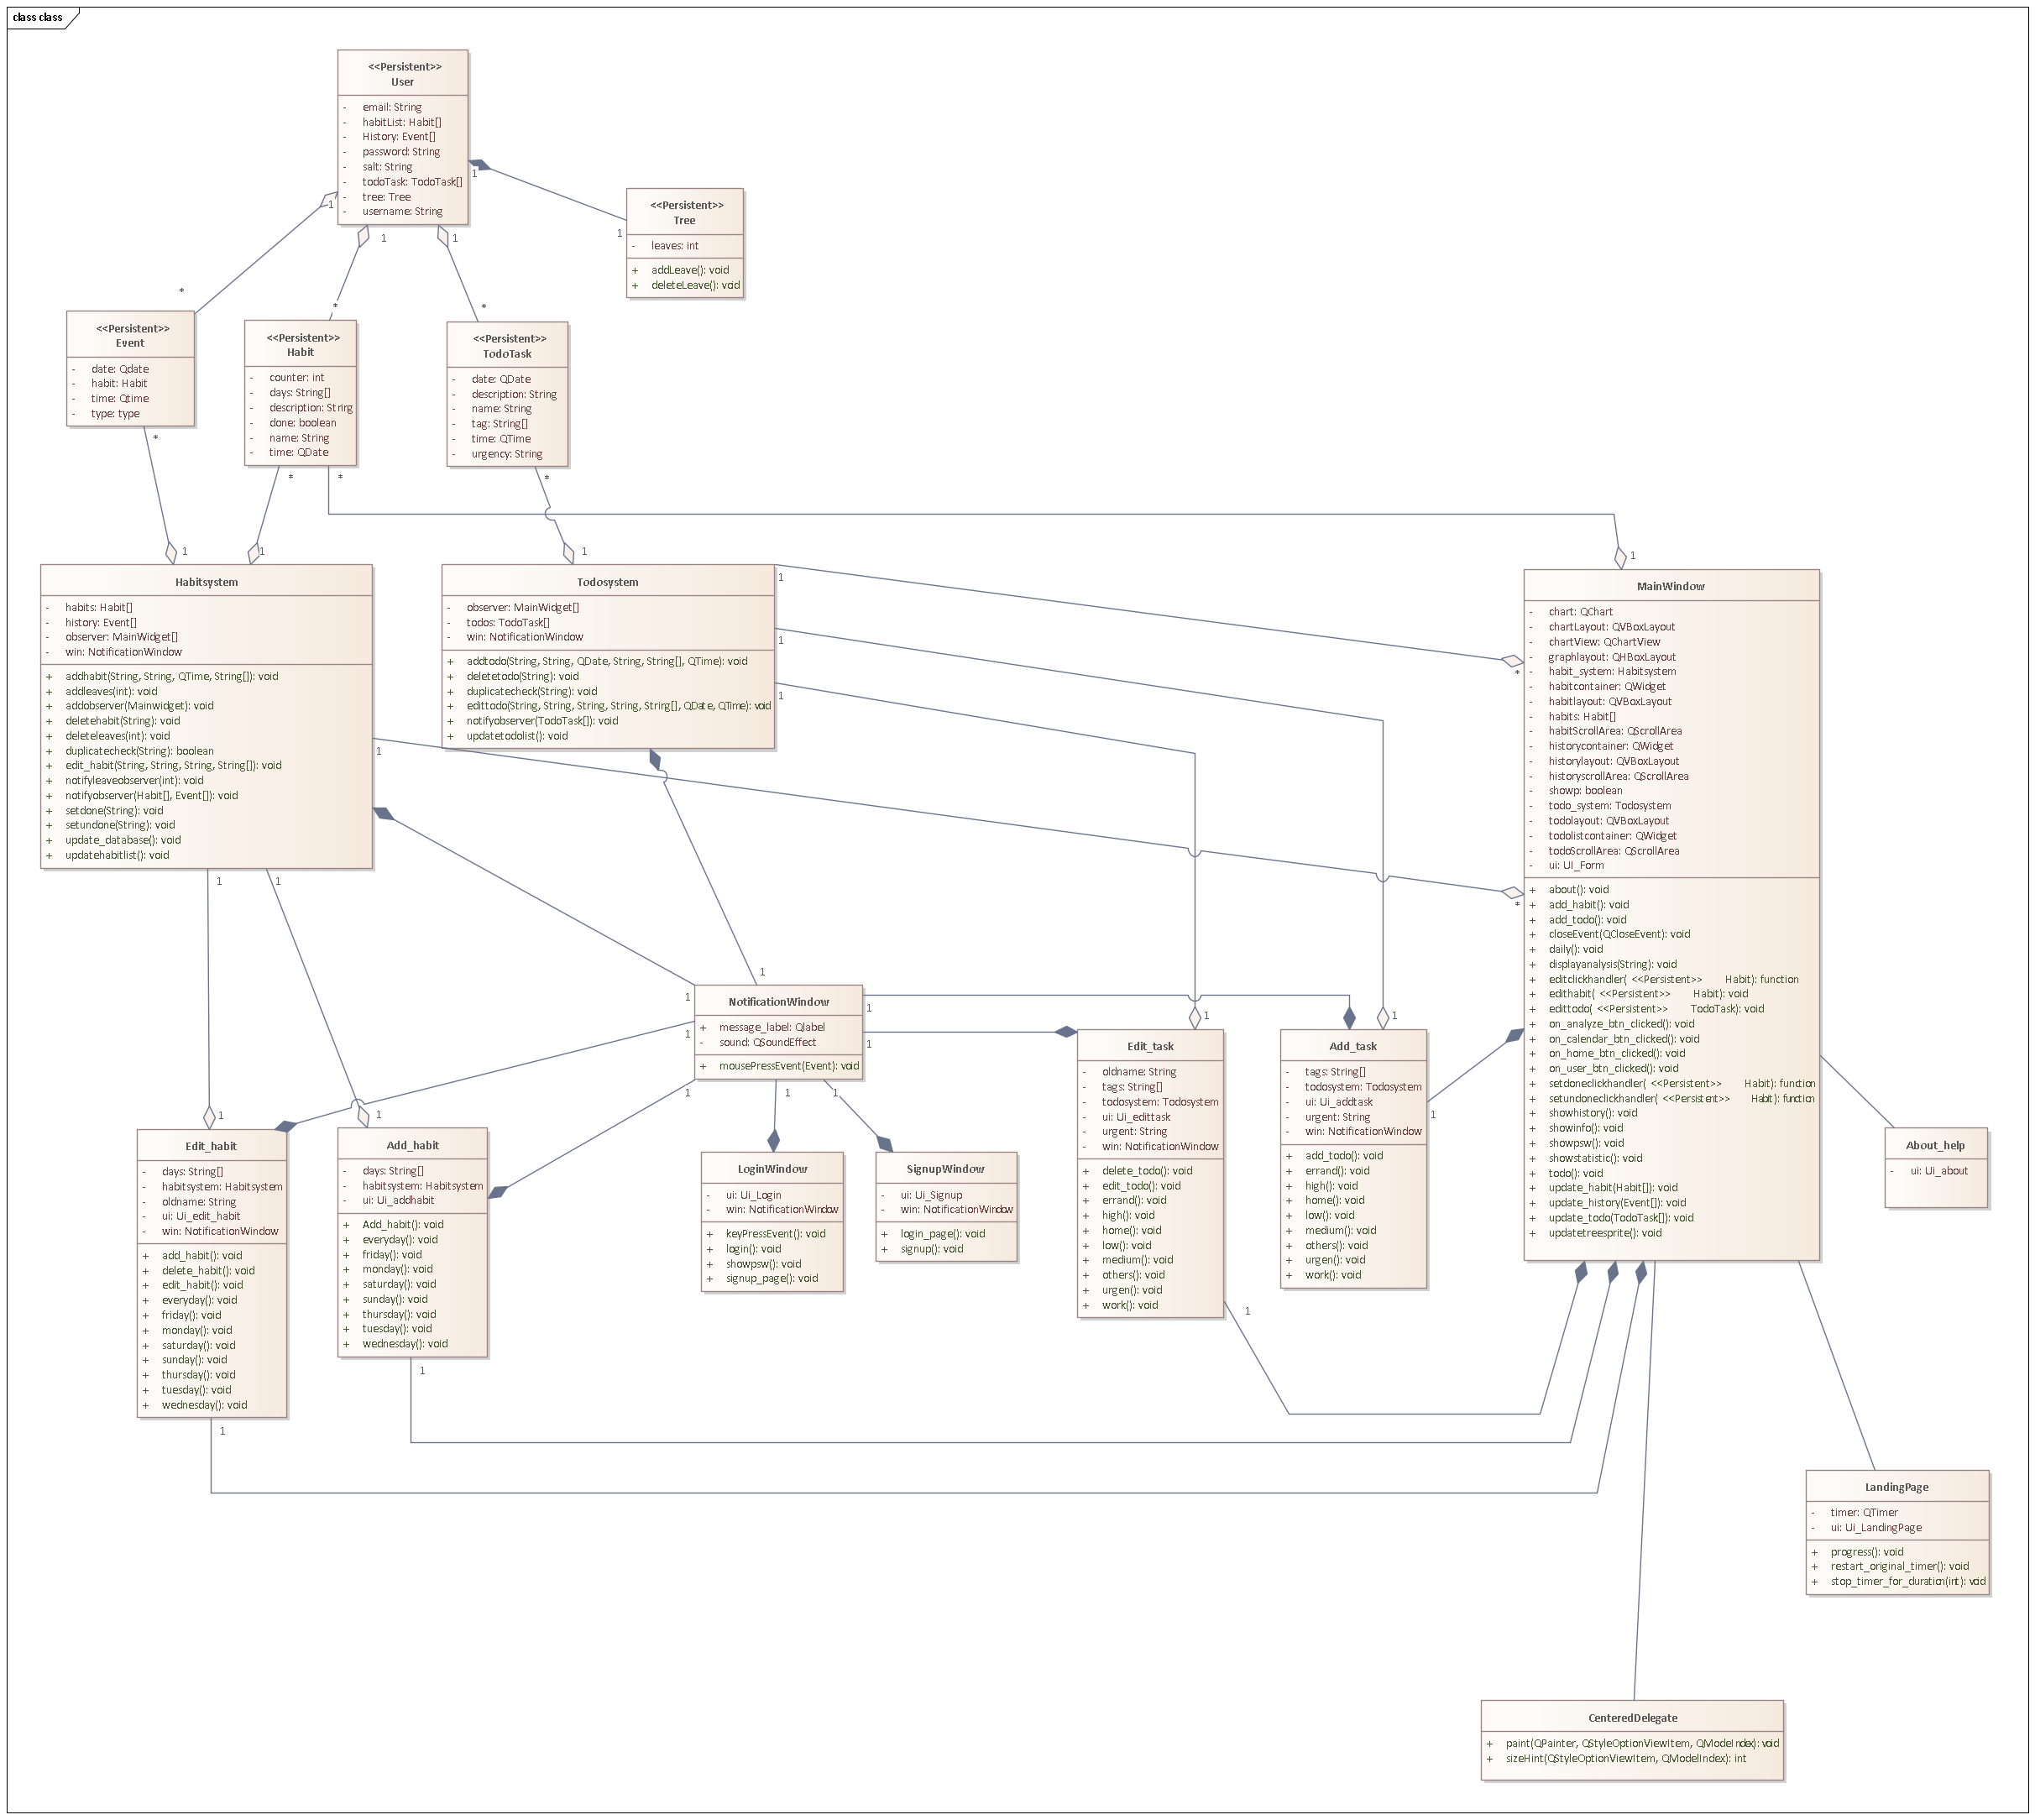 class class
<<Persistent>>
User
- email: String
- habitList: Habit[]
- History: Event[]
- password: String
- salt: String
- todoTask: TodoTask[]
- tree: Tree
- username: String
1
1
1
1
1
<<Persistent>>
Tree
- leaves: int
+ addLeave(): void
+ deleteLeave(): void
*
*
*
<<Persistent>>
Event
- date: Qdate
- habit: Habit
- time: Qtime
- type: type
*
<<Persistent>>
Habit
- counter: int
- days: String[]
- description: String
- done: boolean
- name: String
- time: QDate
*
*
<<Persistent>>
TodoTask
- date: QDate
- description: String
- name: String
- tag: String[]
- time: QTime
- urgency: String
*
1
1
1
1
Habitsystem
- habits: Habit[]
- history: Event[]
- observer: MainWidget[]
- win: NotificationWindow
+ addhabit(String, String, QTime, String[]): void
+ addleaves(int): void
+ addobserver(Mainwidget): void
+ deletehabit(String): void
+ deleteleaves(int): void
+ duplicatecheck(String): boolean
+ edit_habit(String, String, String, String[]): void
+ notifyleaveobserver(int): void
+ notifyobserver(Habit[], Event[]): void
+ setdone(String): void
+ setundone(String): void
+ update_database(): void
+ updatehabitlist(): void
1
1
1
Todosystem
- observer: MainWidget[]
- todos: TodoTask[]
- win: NotificationWindow
+ addtodo(String, String, QDate, String, String[], QTime): void
+ deletetodo(String): void
+ duplicatecheck(String): void
+ edittodo(String, String, String, String, String[], QDate, QTime): void
+ notifyobserver(TodoTask[]): void
+ updatetodolist(): void
1
1
1
MainWindow
- chart: QChart
- chartLayout: QVBoxLayout
- chartView: QChartView
- graphlayout: QHBoxLayout
- habit_system: Habitsystem
- habitcontainer: QWidget
- habitlayout: QVBoxLayout
- habits: Habit[]
- habitScrollArea: QScrollArea
- historycontainer: QWidget
- historylayout: QVBoxLayout
- historyscrollArea: QScrollArea
- showp: boolean
- todo_system: Todosystem
- todolayout: QVBoxLayout
- todolistcontainer: QWidget
- todoScrollArea: QScrollArea
- ui: UI_Form
+ about(): void
+ add_habit(): void
+ add_todo(): void
+ closeEvent(QCloseEvent): void
+ daily(): void
+ displayanalysis(String): void
+ editclickhandler( <<Persistent>> Habit): function
+ edithabit( <<Persistent>> Habit): void
+ edittodo( <<Persistent>> TodoTask): void
+ on_analyze_btn_clicked(): void
+ on_calendar_btn_clicked(): void
+ on_home_btn_clicked(): void
+ on_user_btn_clicked(): void
+ setdoneclickhandler( <<Persistent>> Habit): function
+ setundoneclickhandler( <<Persistent>> Habit): function
+ showhistory(): void
+ showinfo(): void
+ showpsw(): void
+ showstatistic(): void
+ todo(): void
+ update_habit(Habit[]): void
+ update_history(Event[]): void
+ update_todo(TodoTask[]): void
+ updatetreesprite(): void
*
*
NotificationWindow
+ message_label: Qlabel
- sound: QSoundEffect
+ mousePressEvent(Event): void
1
1
1
1
1
1
1
1
Edit_habit
- days: String[]
- habitsystem: Habitsystem
- oldname: String
- ui: Ui_edit_habit
- win: NotificationWindow
+ add_habit(): void
+ delete_habit(): void
+ edit_habit(): void
+ everyday(): void
+ friday(): void
+ monday(): void
+ saturday(): void
+ sunday(): void
+ thursday(): void
+ tuesday(): void
+ wednesday(): void
1
1
Add_habit
- days: String[]
- habitsystem: Habitsystem
- ui: Ui_addhabit
+ Add_habit(): void
+ everyday(): void
+ friday(): void
+ monday(): void
+ saturday(): void
+ sunday(): void
+ thursday(): void
+ tuesday(): void
+ wednesday(): void
1
1
LoginWindow
- ui: Ui_Login
- win: NotificationWindow
+ keyPressEvent(): void
+ login(): void
+ showpsw(): void
+ signup_page(): void
SignupWindow
- ui: Ui_Signup
- win: NotificationWindow
+ login_page(): void
+ signup(): void
Edit_task
- oldname: String
- tags: String[]
- todosystem: Todosystem
- ui: Ui_edittask
- urgent: String
- win: NotificationWindow
+ delete_todo(): void
+ edit_todo(): void
+ errand(): void
+ high(): void
+ home(): void
+ low(): void
+ medium(): void
+ others(): void
+ urgen(): void
+ work(): void
1
1
Add_task
- tags: String[]
- todosystem: Todosystem
- ui: Ui_addtask
- urgent: String
- win: NotificationWindow
+ add_todo(): void
+ errand(): void
+ high(): void
+ home(): void
+ low(): void
+ medium(): void
+ others(): void
+ urgen(): void
+ work(): void
1
1
About_help
- ui: Ui_about
LandingPage
- timer: QTimer
- ui: Ui_LandingPage
+ progress(): void
+ restart_original_timer(): void
+ stop_timer_for_duration(int): void
CenteredDelegate
+ paint(QPainter, QStyleOptionViewItem, QModelIndex): void
+ sizeHint(QStyleOptionViewItem, QModelIndex): int